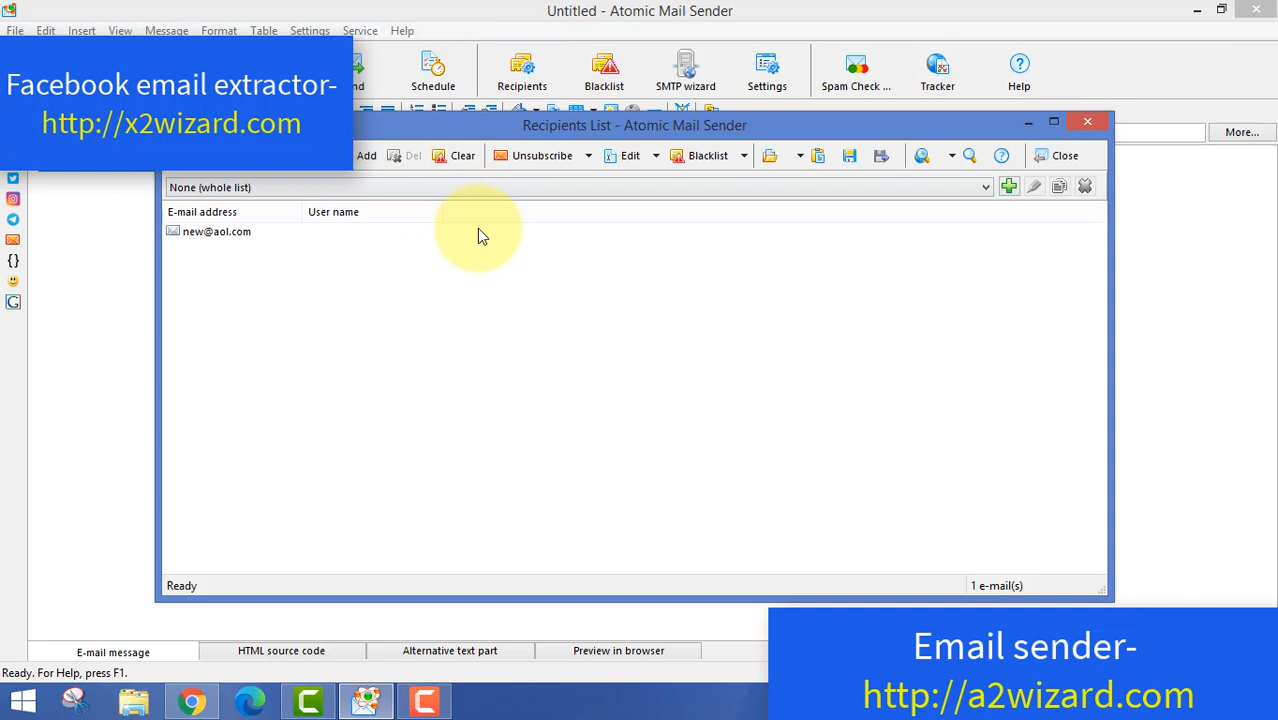 Untitled - Atomic Mail Sender
File Edit Insert View Message Format Table Settings Service Help
Facebook email extractor-
http://x2wizard.com
Schedule Recipients Blacklist SMTP wizard Settings Spam Check ... Tracker Help
More...
Recipients List - Atomic Mail Sender
Add Del Clear Unsubscribe Edit Blacklist Close
None (whole list)
E-mail address User name
new@aol.com
Ready 1 e-mail(s)
Email sender-
http://a2wizard.com
E-mail message HTML source code Alternative text part Preview in browser
Ready. For Help, press F1.